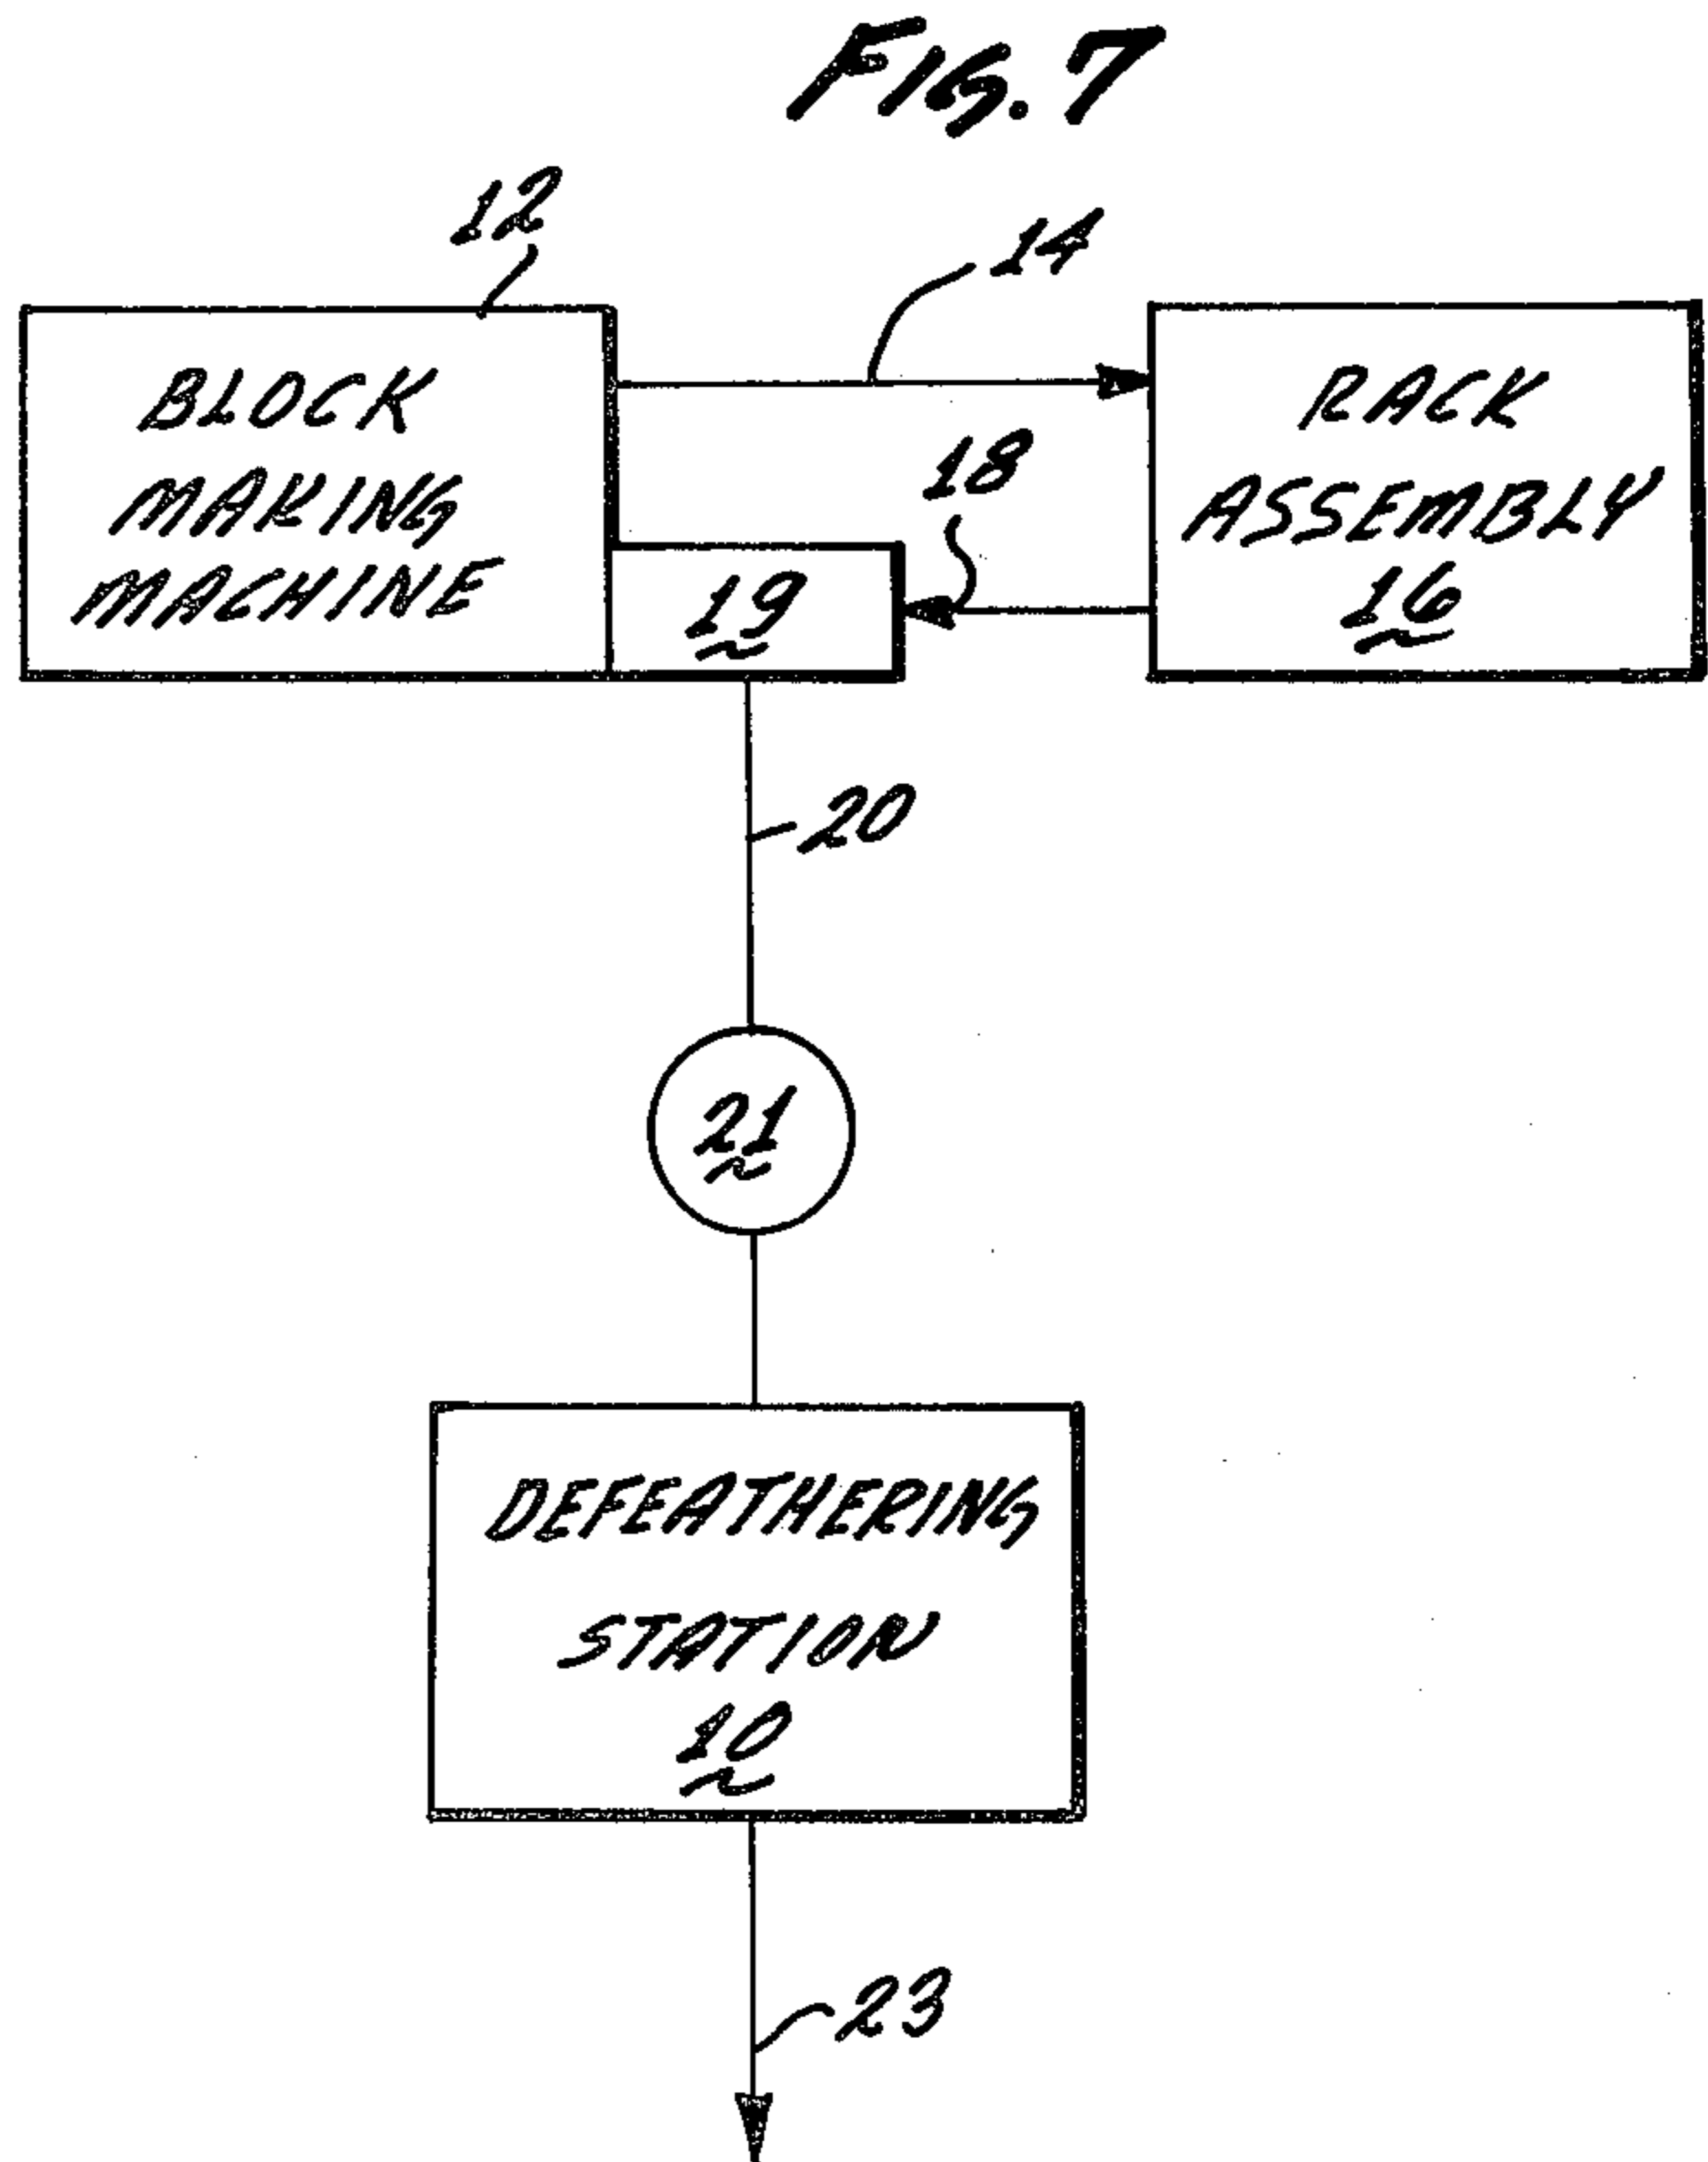 FIG. 7
12
14
BLOCK
MAKING
MACHINE
18
19
RACK
ASSEMBLY
16
20
21
DEFEATHERING
STATION
10
23